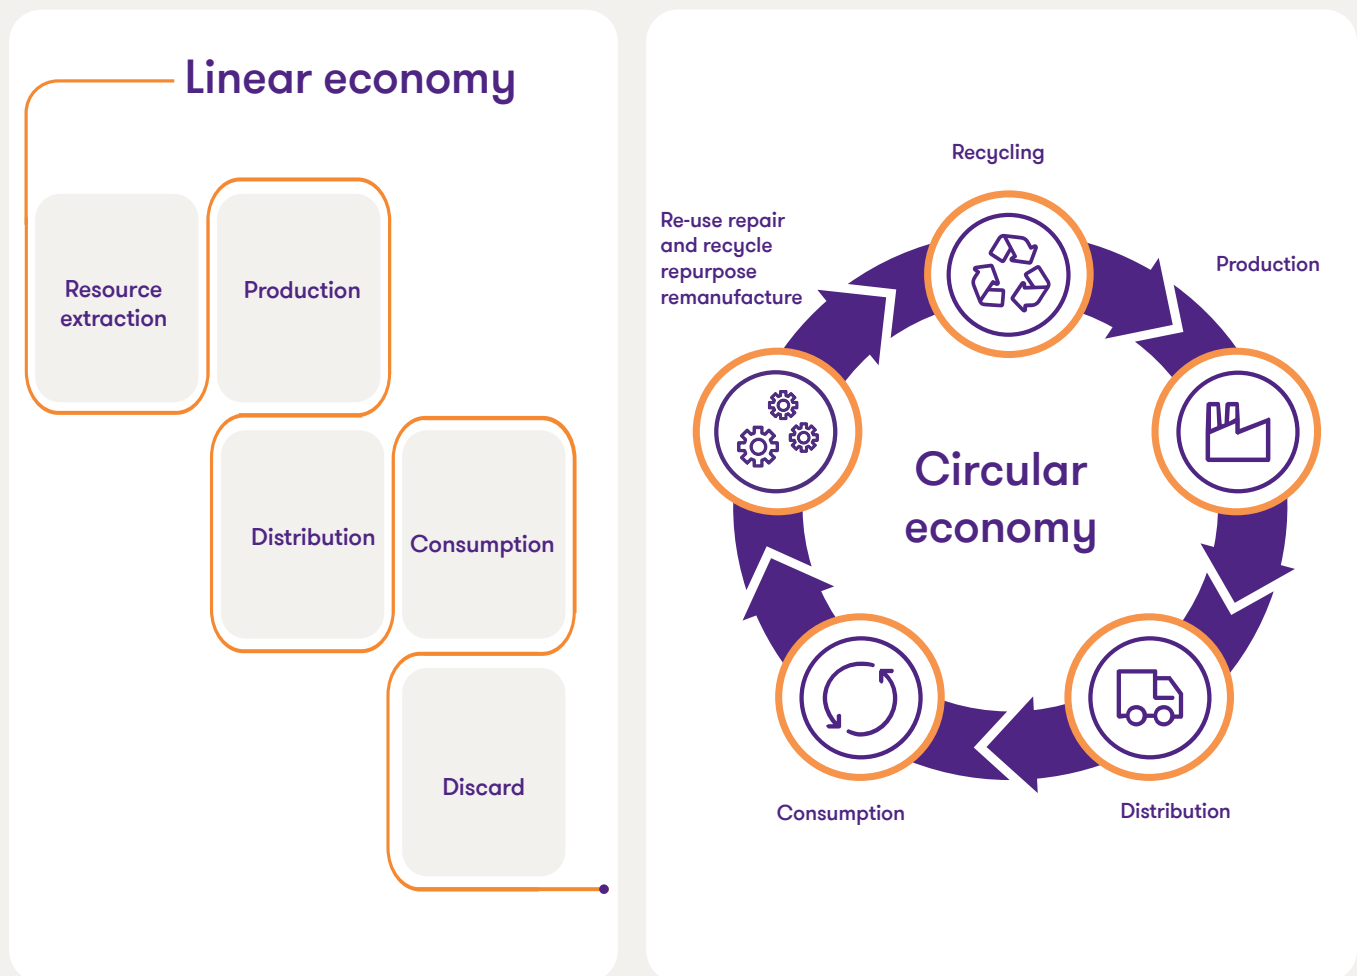 Linear economy
Resource
extraction
Production
Distribution
Consumption
Discard
Recycling
Re-use repair
and recycle
repurpose
remanufacture
Production
Circular
economy
Consumption
Distribution